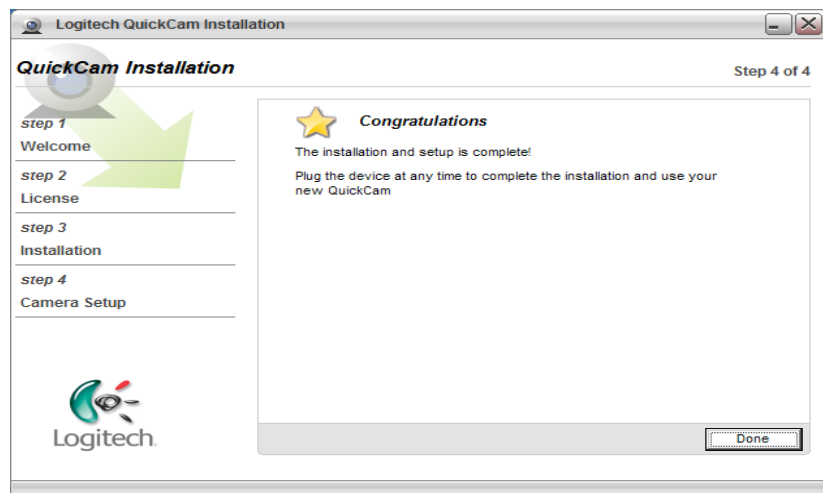 Logitech QuickCam Installation
QuickCam Installation
Step 4 of 4
step 1
Welcome
step 2
License
step 3
Installation
step 4
Camera Setup
Congratulations
The installation and setup is complete!
Plug the device at any time to complete the installation and use your
new QuickCam
Logitech.
Done